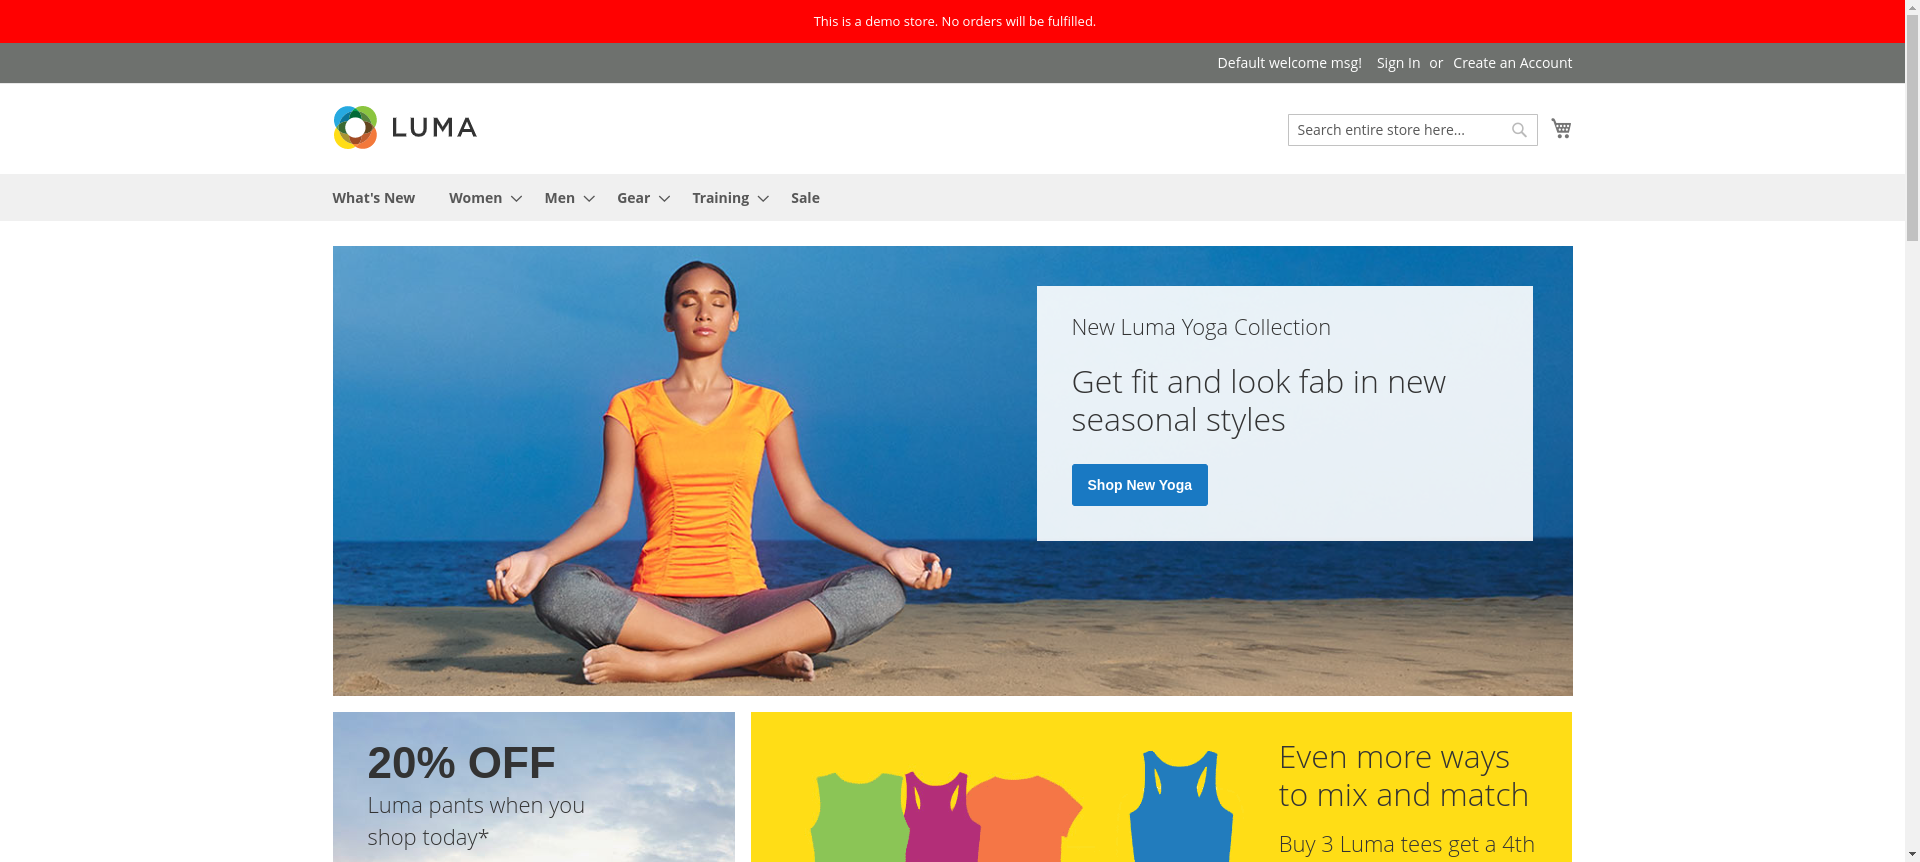 This is a demo store. No orders will be fulfilled.
Default welcome msg! Sign In or Create an Account
LUMA
Search entire store here...
What's New Women Men Gear Training Sale
New Luma Yoga Collection
Get fit and look fab in new
seasonal styles
Shop New Yoga
20% OFF
Luma pants when you
shop today*
Even more ways
to mix and match
Buy 3 Luma tees get a 4th